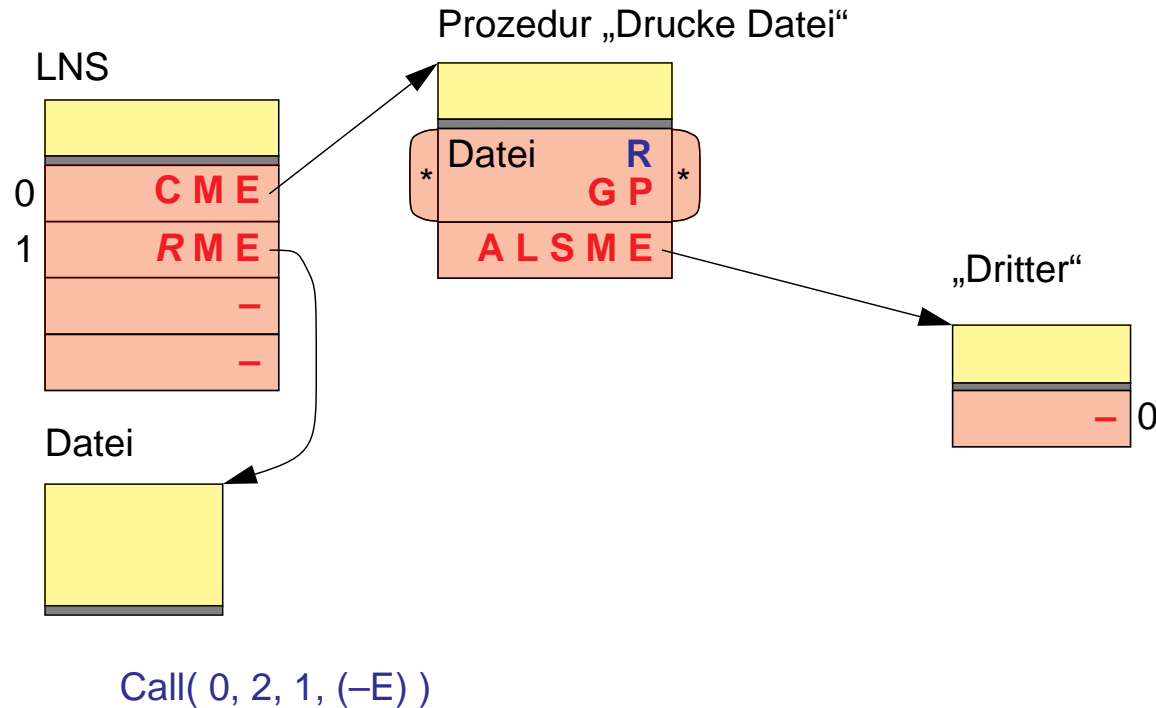 Prozedur „Drucke Datei“
LNS
Datei R
* G P *
0 C M E
1 R M E
A L S M E
–
–
„Dritter“
– 0
Datei
Call( 0, 2, 1, (–E) )